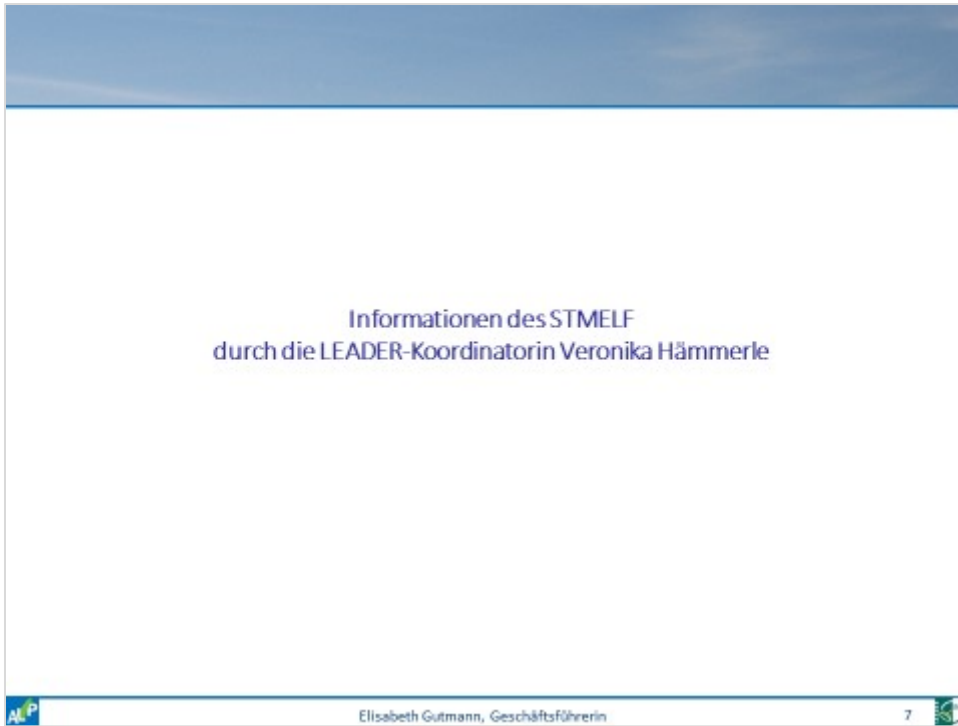 Informationen des STMELF
durch die LEADER-Koordinatorin Veronika Hämmerle
Elisabeth Gutmann, Geschäftsführerin
7